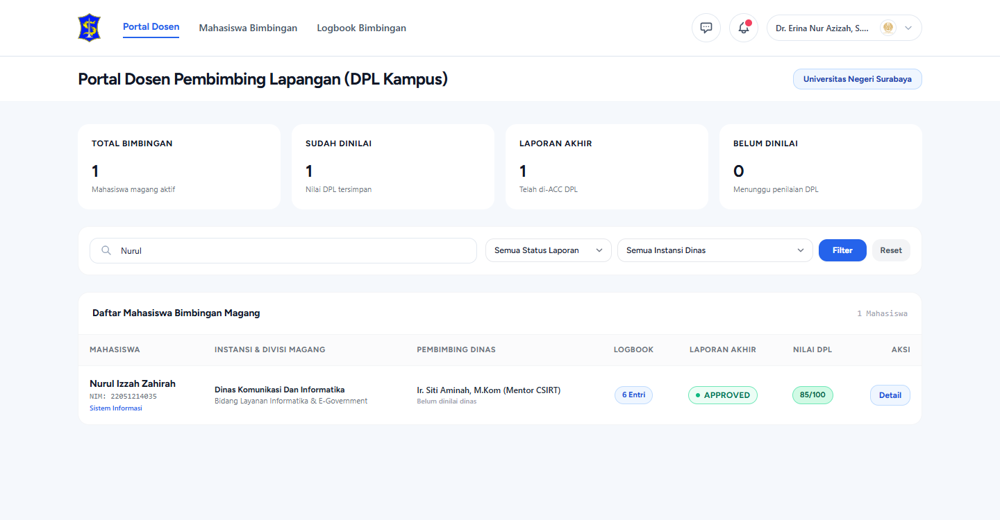 Portal Dosen
Mahasiswa Bimbingan
Logbook Bimbingan
Dr. Erina Nur Azizah, S....
Portal Dosen Pembimbing Lapangan (DPL Kampus)
Universitas Negeri Surabaya
TOTAL BIMBINGAN
1
Mahasiswa magang aktif
SUDAH DINILAI
1
Nilai DPL tersimpan
LAPORAN AKHIR
1
Telah di-ACC DPL
BELUM DINILAI
0
Menunggu penilaian DPL
Nurul
Semua Status Laporan
Semua Instansi Dinas
Filter
Reset
Daftar Mahasiswa Bimbingan Magang
1 Mahasiswa
MAHASISWA
INSTANSI & DIVISI MAGANG
PEMBIMBING DINAS
LOGBOOK
LAPORAN AKHIR
NILAI DPL
AKSI
Nurul Izzah Zahirah
NIM: 22051214035
Sistem Informasi
Dinas Komunikasi Dan Informatika
Bidang Layanan Informatika & E-Government
Ir. Siti Aminah, M.Kom (Mentor CSIRT)
Belum dinilai dinas
6 Entri
APPROVED
85/100
Detail